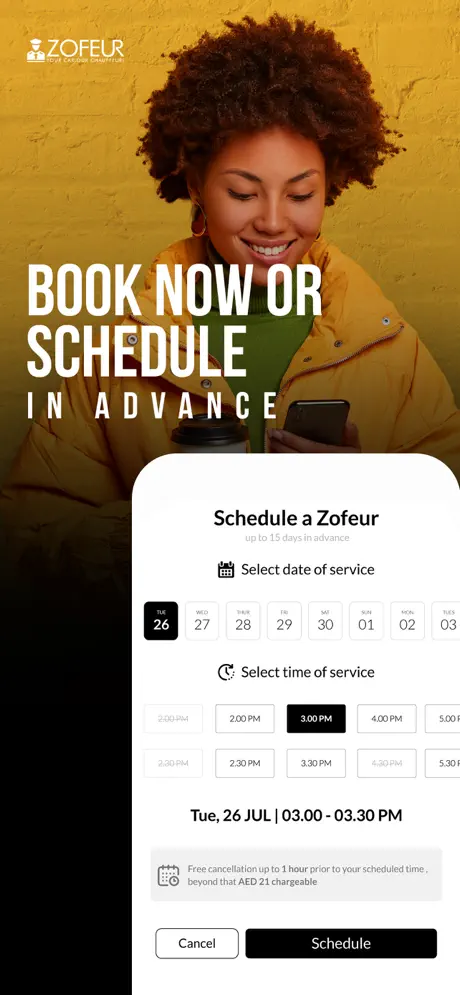 ZOFEUR
YOUR ON-DEMAND CHAUFFEUR
BOOK NOW OR
SCHEDULE
IN ADVANCE
Schedule a Zofeur
up to 15 days in advance
Select date of service
TUE WED THUR FRI SAT SUN MON TUES
26 27 28 29 30 01 02 03
Select time of service
2.00 PM 2.00 PM 3.00 PM 4.00 PM 5.00 P
2.30 PM 2.30 PM 3.30 PM 4.30 PM 5.30 P
Tue, 26 JUL | 03.00 - 03.30 PM
Free cancellation up to 1 hour prior to your scheduled time ,
beyond that AED 21 chargeable
Cancel Schedule